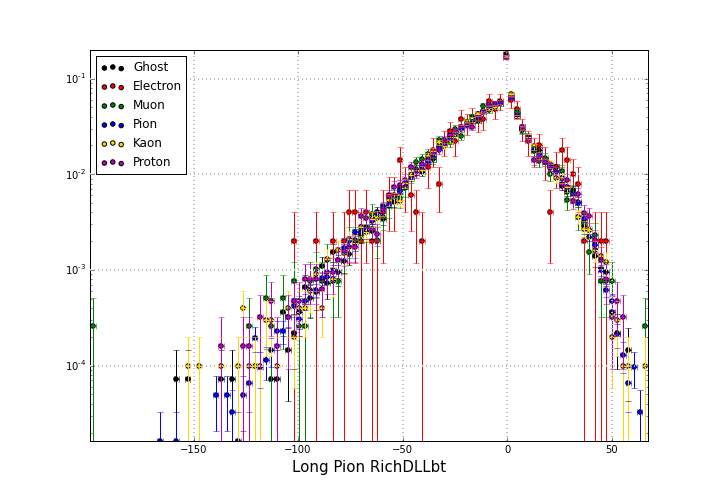 Ghost
Electron
Muon
Pion
Kaon
Proton
10^-1
10^-2
10^-3
10^-4
−150 −100 −50 0 50
Long Pion RichDLLbt